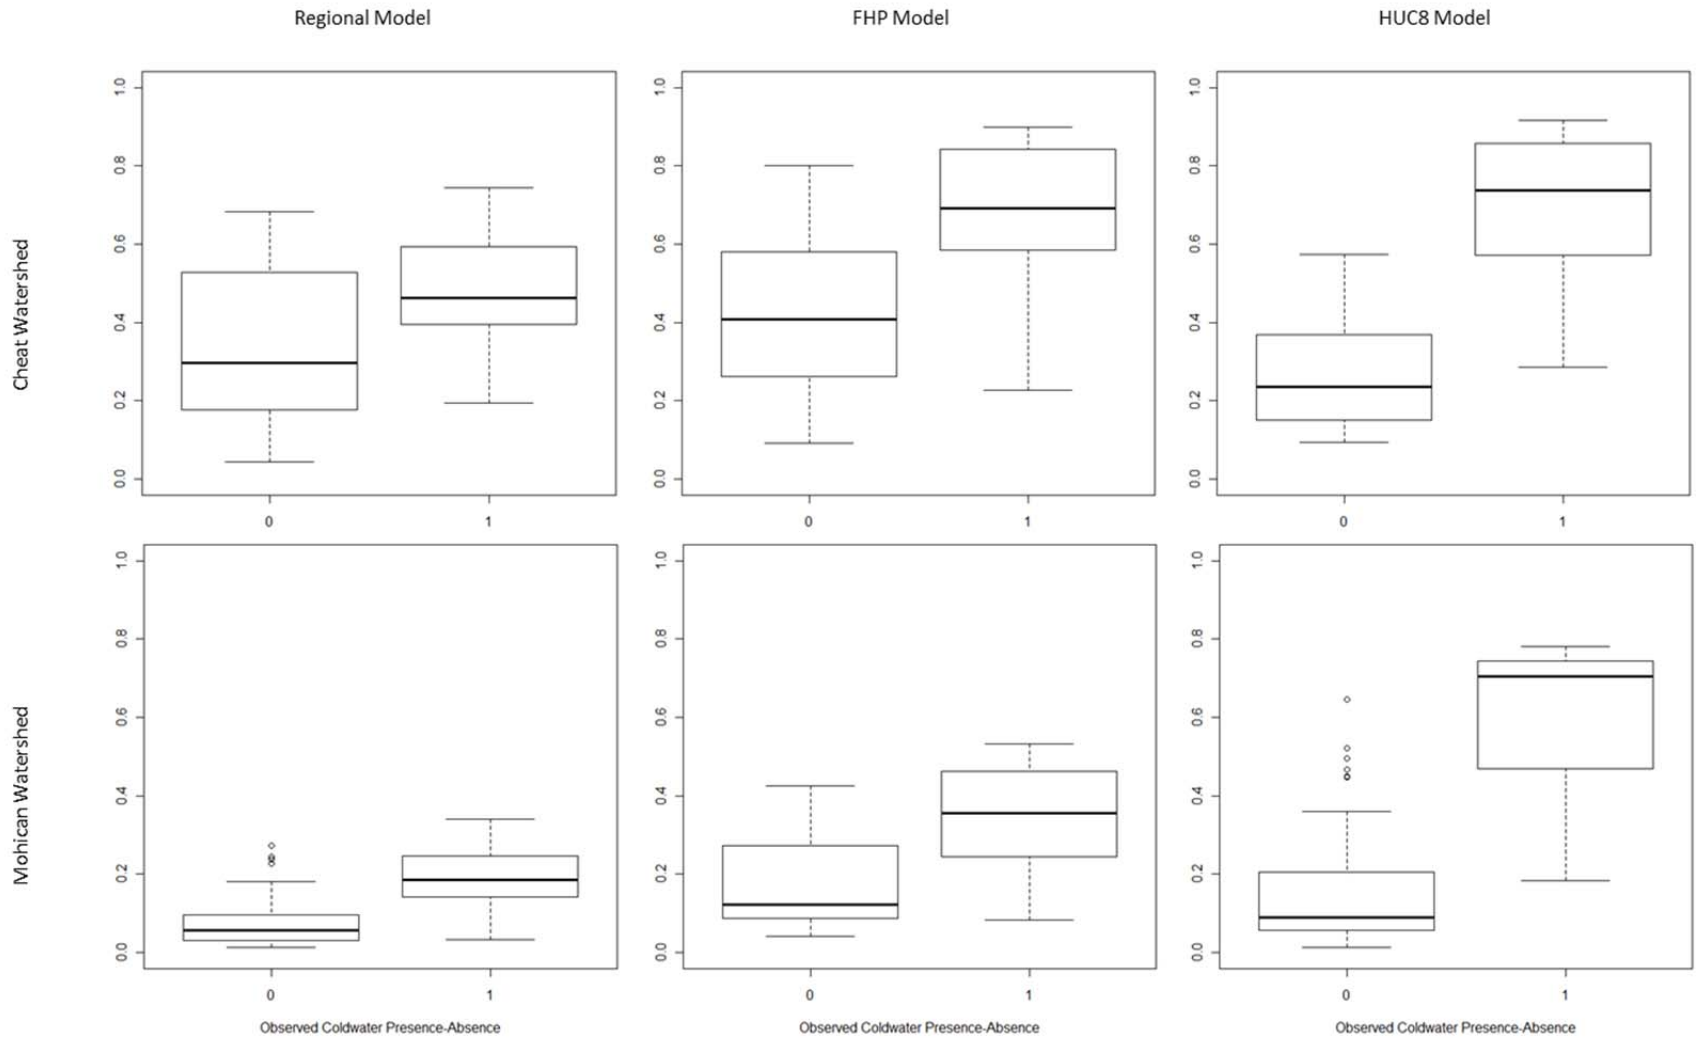 Regional Model FHP Model HUC8 Model
Cheat Watershed
1.0 1.0 1.0
0.8 0.8 0.8
0.6 0.6 0.6
0.4 0.4 0.4
0.2 0.2 0.2
0.0 0.0 0.0
0 1 0 1 0 1
Mohican Watershed
1.0 1.0 1.0
0.8 0.8 0.8
0.6 0.6 0.6
0.4 0.4 0.4
0.2 0.2 0.2
0.0 0.0 0.0
0 1 0 1 0 1
Observed Coldwater Presence-Absence Observed Coldwater Presence-Absence Observed Coldwater Presence-Absence